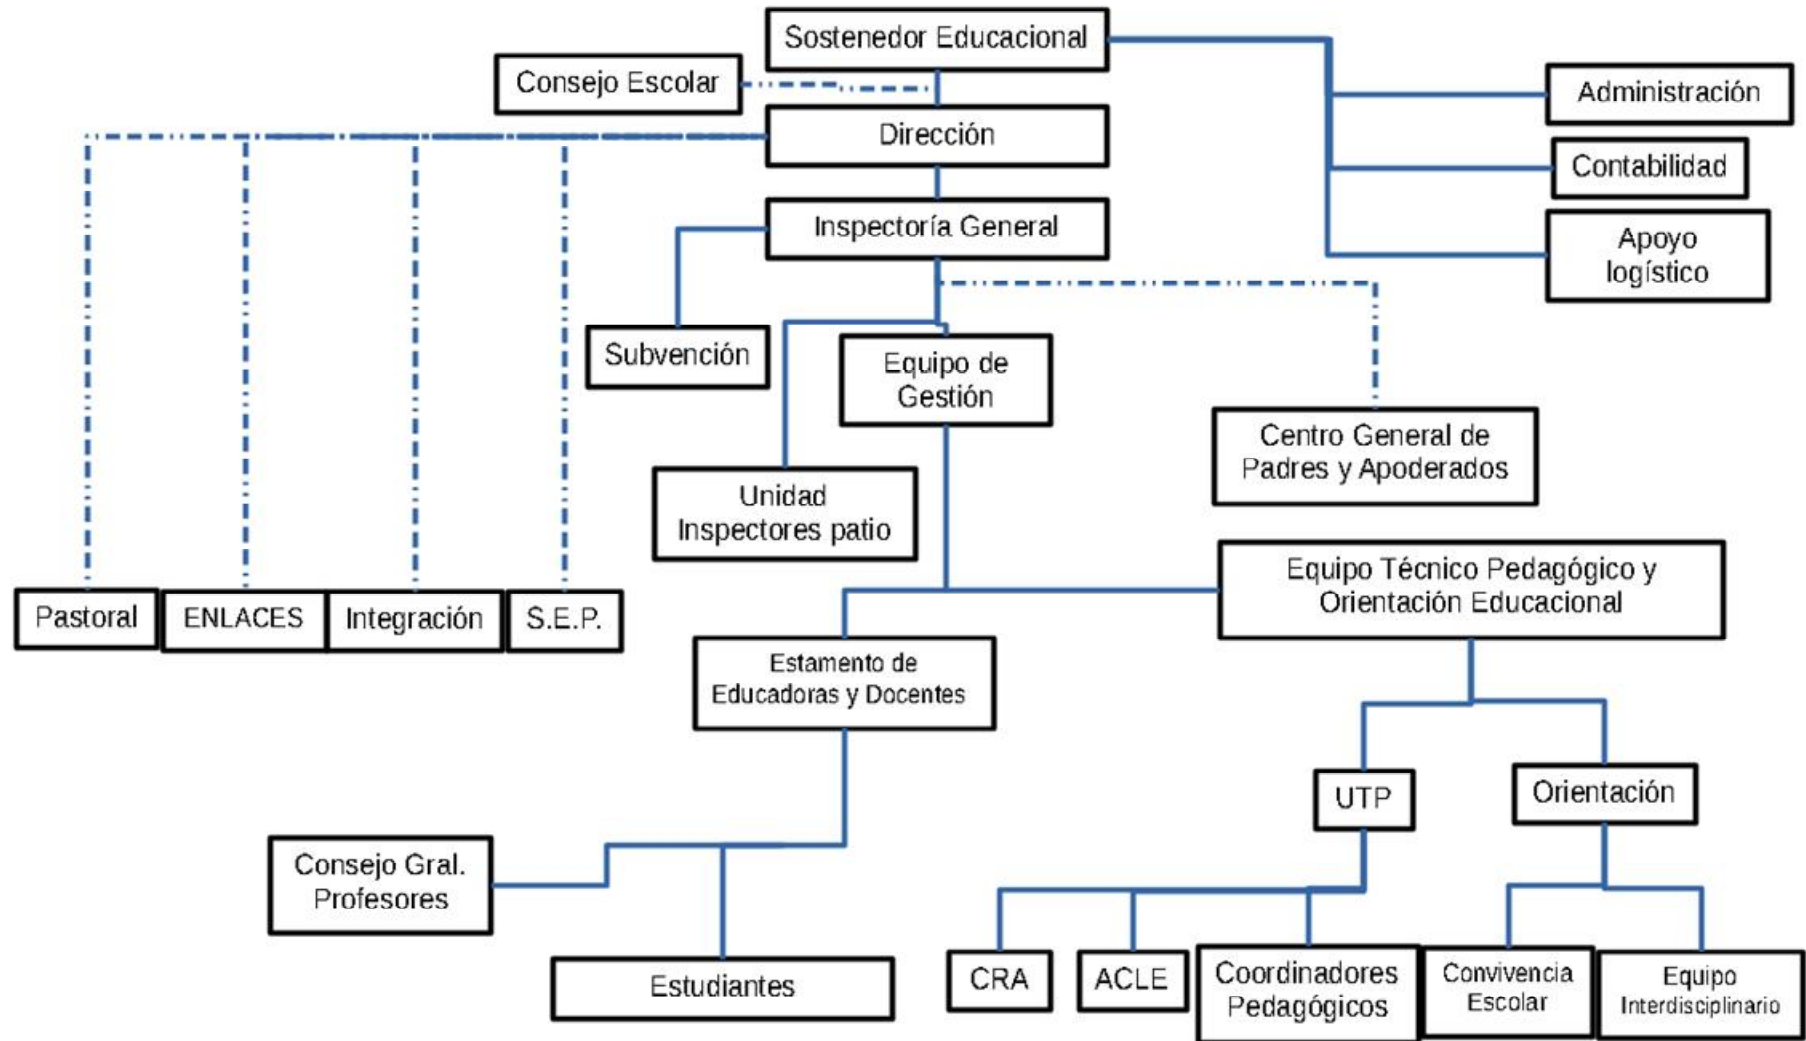 Sostenedor Educacional
Consejo Escolar
Administración
Dirección
Contabilidad
Inspectoría General
Apoyo
logístico
Subvención
Equipo de
Gestión
Centro General de
Padres y Apoderados
Unidad
Inspectores patio
Equipo Técnico Pedagógico y
Orientación Educacional
Pastoral
ENLACES
Integración
S.E.P.
Estamento de
Educadoras y Docentes
UTP
Orientación
Consejo Gral.
Profesores
Estudiantes
CRA
ACLE
Coordinadores
Pedagógicos
Convivencia
Escolar
Equipo
Interdisciplinario